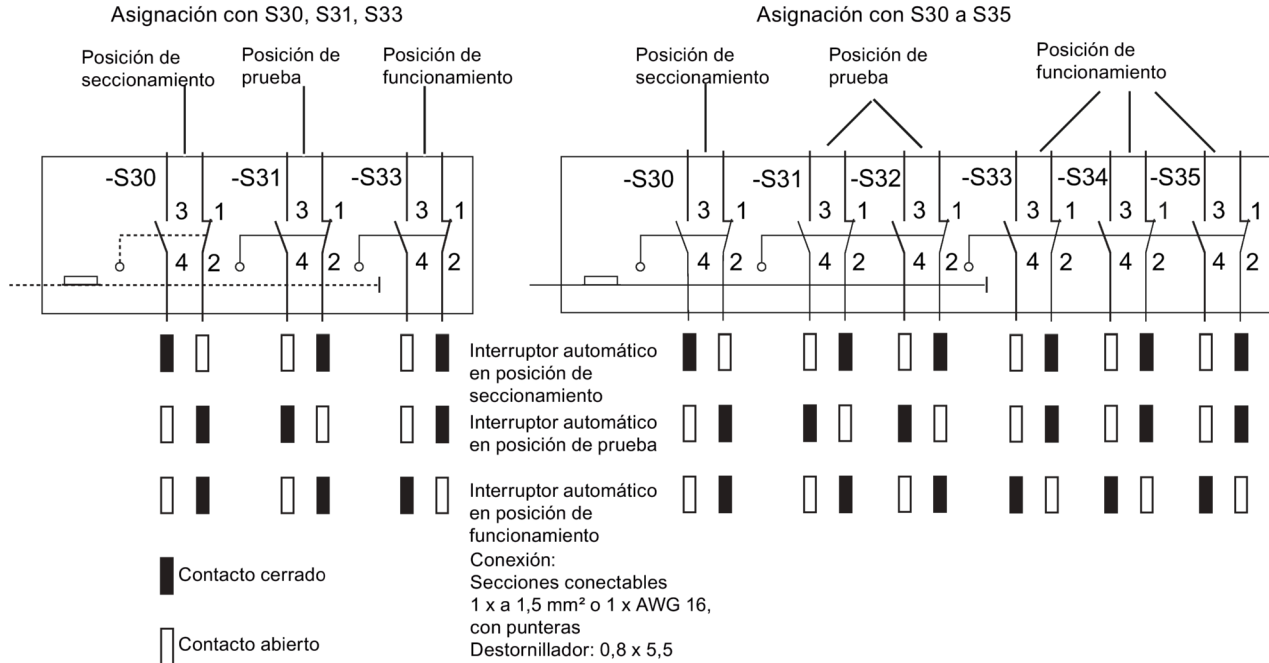 Asignación con S30, S31, S33
Asignación con S30 a S35
Posición de
seccionamiento
Posición de
prueba
Posición de
funcionamiento
Posición de
seccionamiento
Posición de
prueba
Posición de
funcionamiento
-S30 -S31 -S33
3 1 3 1 3 1
4 2 4 2 4 2
-S30 -S31 -S32 -S33 -S34 -S35
3 1 3 1 3 1 3 1 3 1 3 1
4 2 4 2 4 2 4 2 4 2 4 2
Interruptor automático
en posición de
seccionamiento
Interruptor automático
en posición de prueba
Interruptor automático
en posición de
funcionamiento
Contacto cerrado
Contacto abierto
Conexión:
Secciones conectables
1 x a 1,5 mm² o 1 x AWG 16,
con punteras
Destornillador: 0,8 x 5,5